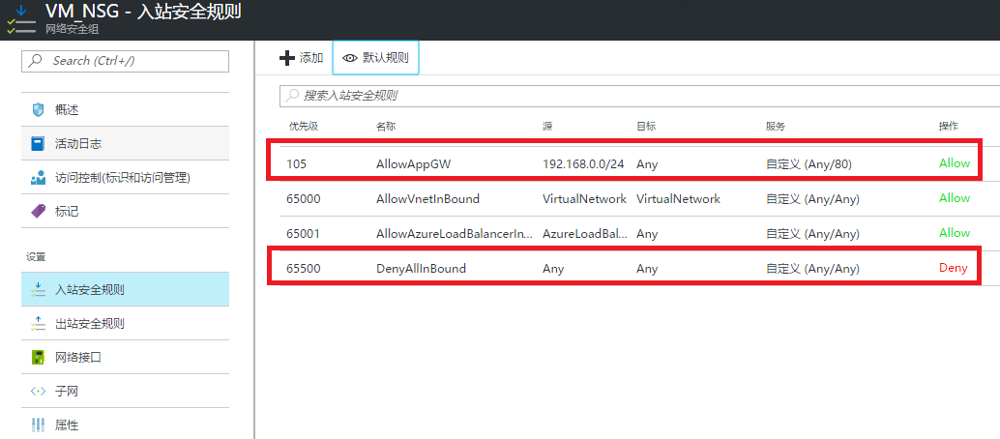 VM_NSG - 入站安全规则
网络安全组
Search (Ctrl+/)
概述
活动日志
访问控制(标识和访问管理)
标记
设置
入站安全规则
出站安全规则
网络接口
子网
属性
添加 默认规则
搜索入站安全规则
优先级 名称 源 目标 服务 操作
105 AllowAppGW 192.168.0.0/24 Any 自定义 (Any/80) Allow
65000 AllowVnetInBound VirtualNetwork VirtualNetwork 自定义 (Any/Any) Allow
65001 AllowAzureLoadBalancerIn... AzureLoadBal... Any 自定义 (Any/Any) Allow
65500 DenyAllInBound Any Any 自定义 (Any/Any) Deny